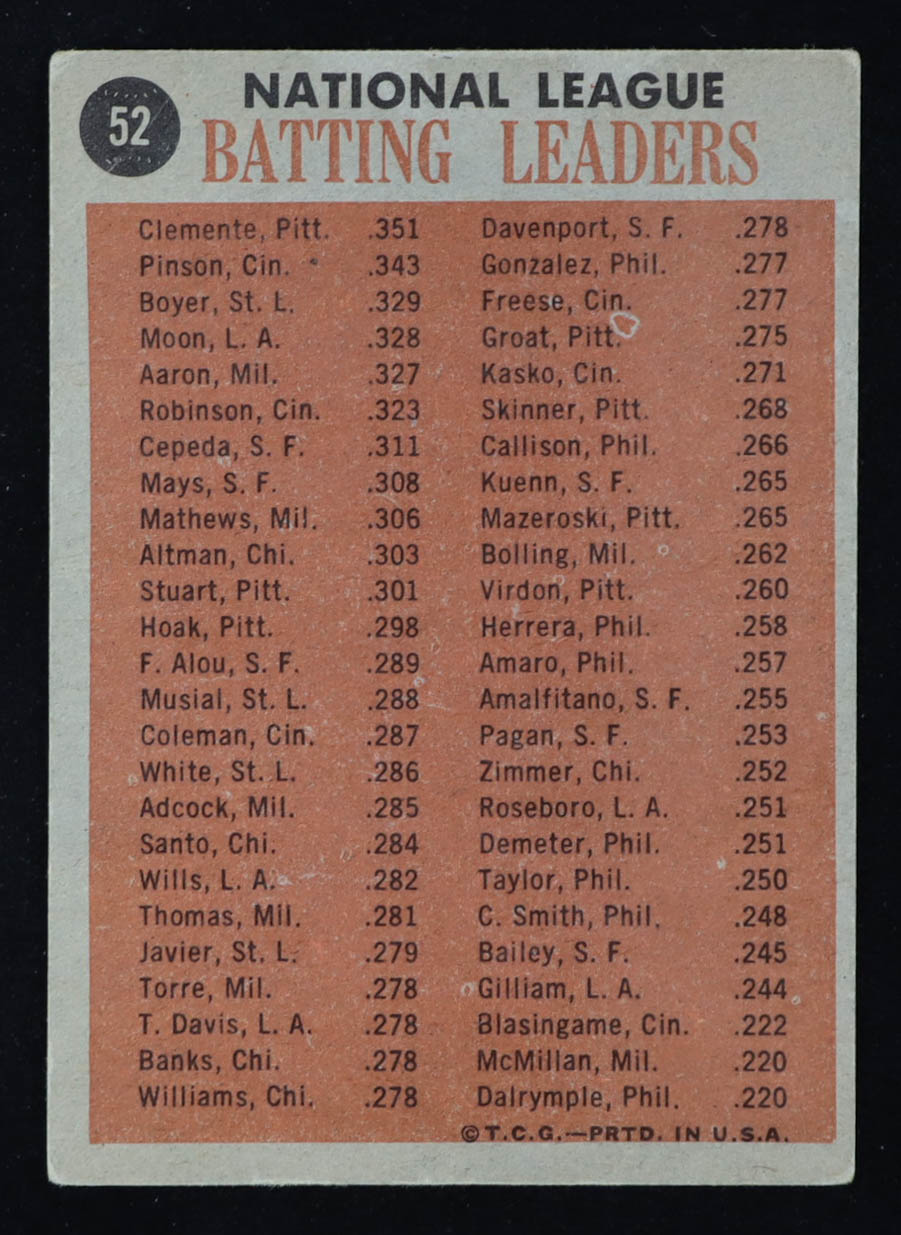 52
NATIONAL LEAGUE
BATTING LEADERS
Clemente, Pitt. .351
Pinson, Cin. .343
Boyer, St. L. .329
Moon, L. A. .328
Aaron, Mil. .327
Robinson, Cin. .323
Cepeda, S. F. .311
Mays, S. F. .308
Mathews, Mil. .306
Altman, Chi. .303
Stuart, Pitt. .301
Hoak, Pitt. .298
F. Alou, S. F. .289
Musial, St. L. .288
Coleman, Cin. .287
White, St. L. .286
Adcock, Mil. .285
Santo, Chi. .284
Wills, L. A. .282
Thomas, Mil. .281
Javier, St. L. .279
Torre, Mil. .278
T. Davis, L. A. .278
Banks, Chi. .278
Williams, Chi. .278
Davenport, S. F. .278
Gonzalez, Phil. .277
Freese, Cin. .277
Groat, Pitt. .275
Kasko, Cin. .271
Skinner, Pitt. .268
Callison, Phil. .266
Kuenn, S. F. .265
Mazeroski, Pitt. .265
Bolling, Mil. .262
Virdon, Pitt. .260
Herrera, Phil. .258
Amaro, Phil. .257
Amalfitano, S. F. .255
Pagan, S. F. .253
Zimmer, Chi. .252
Roseboro, L. A. .251
Demeter, Phil. .251
Taylor, Phil. .250
C. Smith, Phil. .248
Bailey, S. F. .245
Gilliam, L. A. .244
Blasingame, Cin. .222
McMillan, Mil. .220
Dalrymple, Phil. .220
©T.C.G.—PRTD. IN U.S.A.